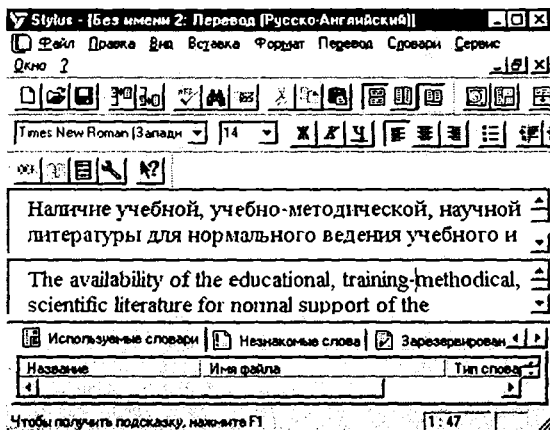 Stylus - [Без имени 2: Перевод (Русско-Английский)]
Файл Правка Вид Вставка Формат Перевод Словари Сервис
Окно ?
Times New Roman (Западн 14 Ж К Ч
Наличие учебной, учебно-методической, научной
литературы для нормального ведения учебного и
The availability of the educational, training-methodical,
scientific literature for normal support of the
Используемые словари Незнакомые слова Зарезервирован
Название Имя файла Тип словар
Чтобы получить подсказку, нажмите F1 1 : 47